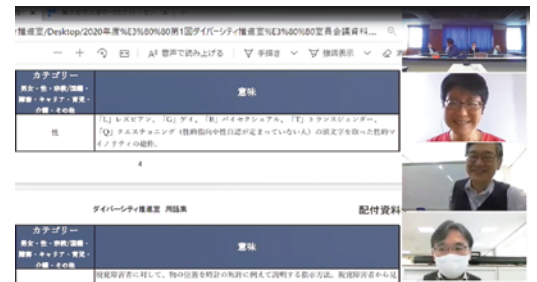 推進室/Desktop/2020年度%E3%80%80第1回ダイバーシティ推進室%E3%80%80室員会議資料...
A 音声で読み上げる 手描き 強調表示
カテゴリー
男女・性・宗教/国籍・
障害・キャリア・育児・
介護・その他
意味
性
「L」レズビアン、「G」ゲイ、「B」バイセクシュアル、「T」トランスジェンダー、
「Q」クエスチョニング（性的指向や性自認が定まっていない人）の頭文字を取った性的マ
イノリティの総称。
4
ダイバーシティ推進室 用語集
配付資料
カテゴリー
男女・性・宗教/国籍・
障害・キャリア・育児・
介護・その他
意味
視覚障害者に対して、物の位置を時計の短針に例えて説明する指示方法。視覚障害者から見